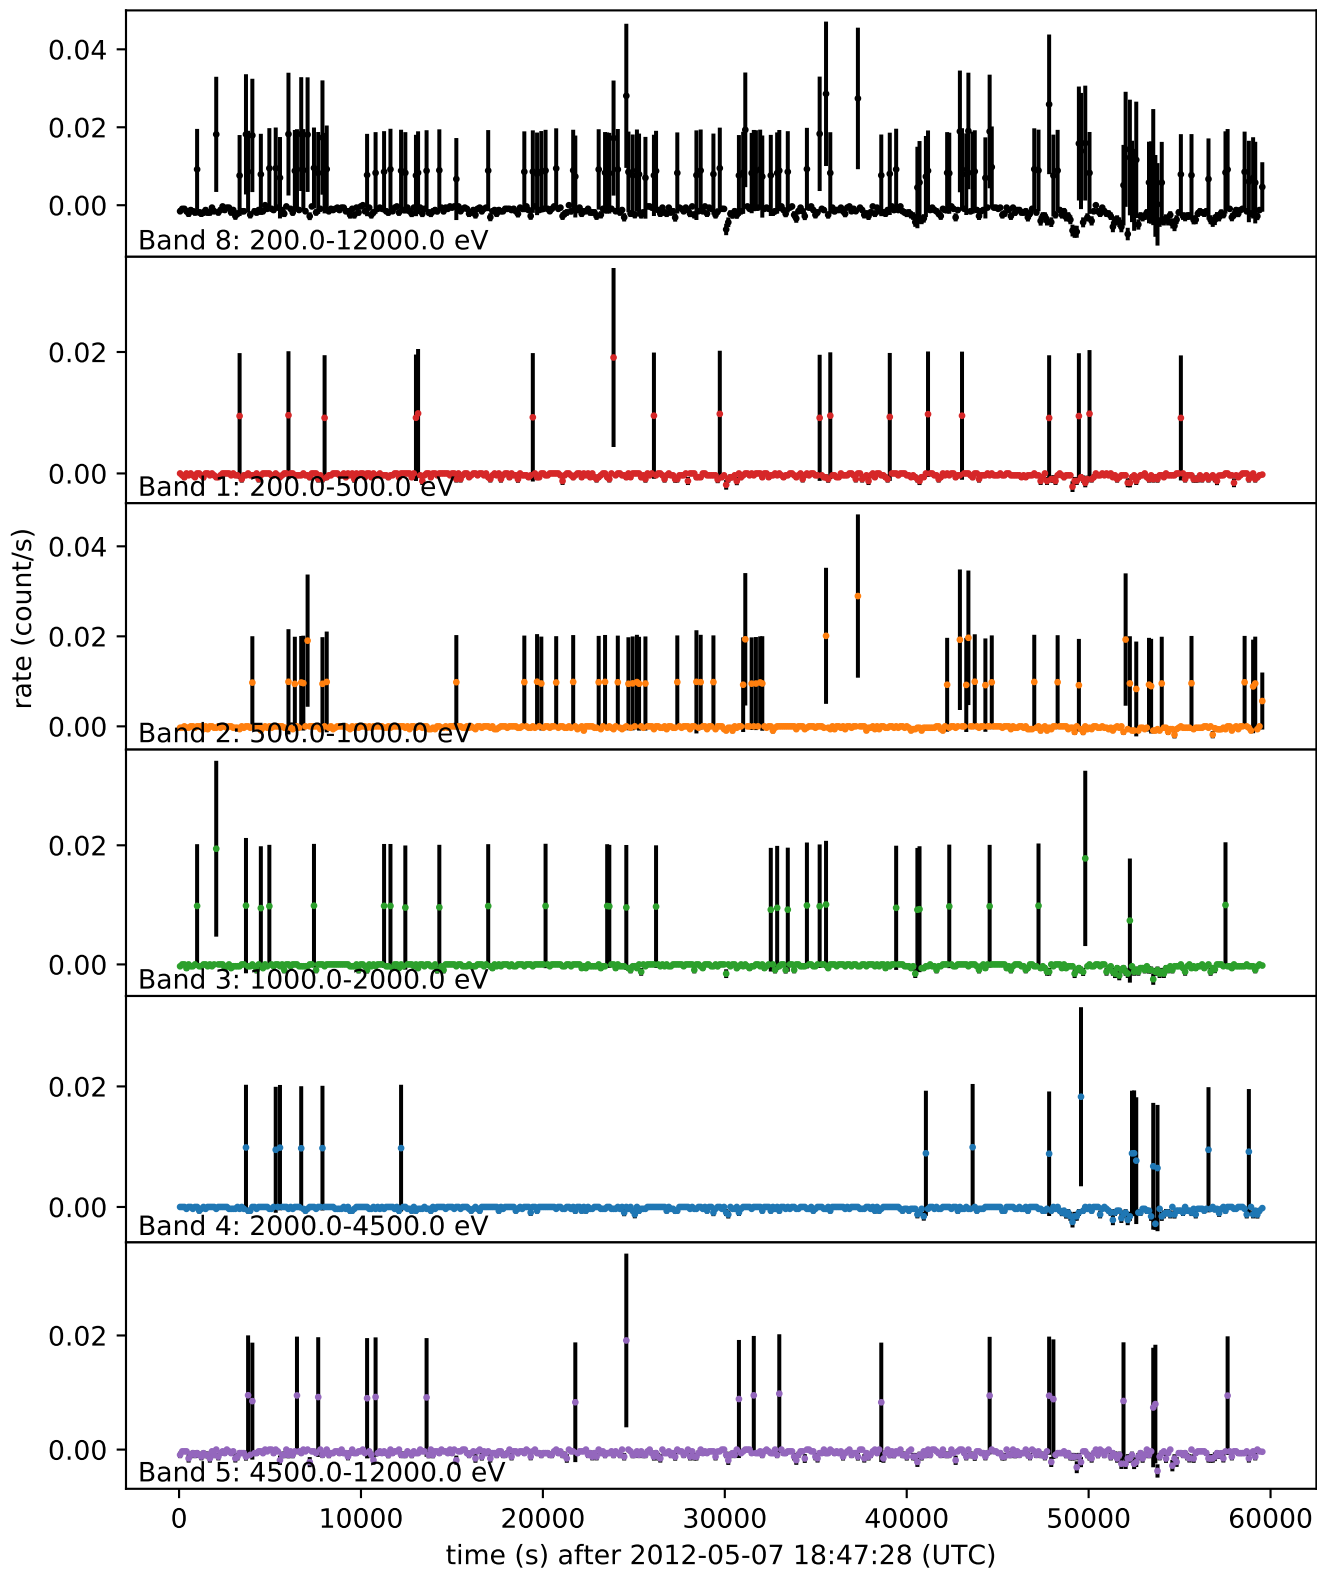 0.04
0.02
0.00
Band 8: 200.0-12000.0 eV
0.02
0.00
Band 1: 200.0-500.0 eV
rate (count/s)
0.04
0.02
0.00
Band 2: 500.0-1000.0 eV
0.02
0.00
Band 3: 1000.0-2000.0 eV
0.02
0.00
Band 4: 2000.0-4500.0 eV
0.02
0.00
Band 5: 4500.0-12000.0 eV
0 10000 20000 30000 40000 50000 60000
time (s) after 2012-05-07 18:47:28 (UTC)